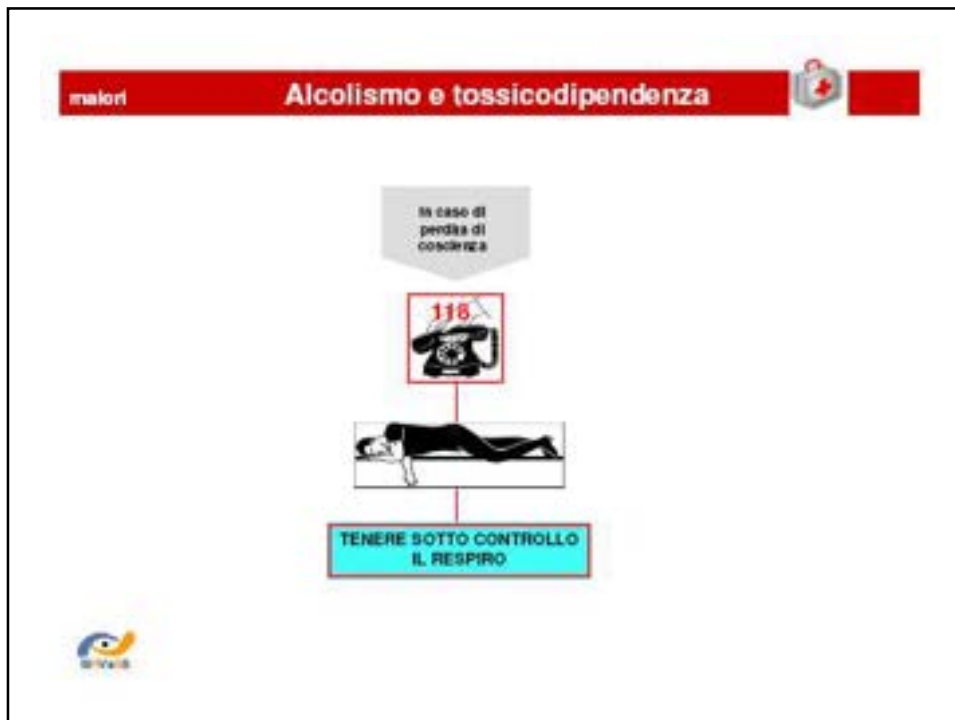 malori
Alcolismo e tossicodipendenza
In caso di
perdita di
coscienza
118
TENERE SOTTO CONTROLLO
IL RESPIRO